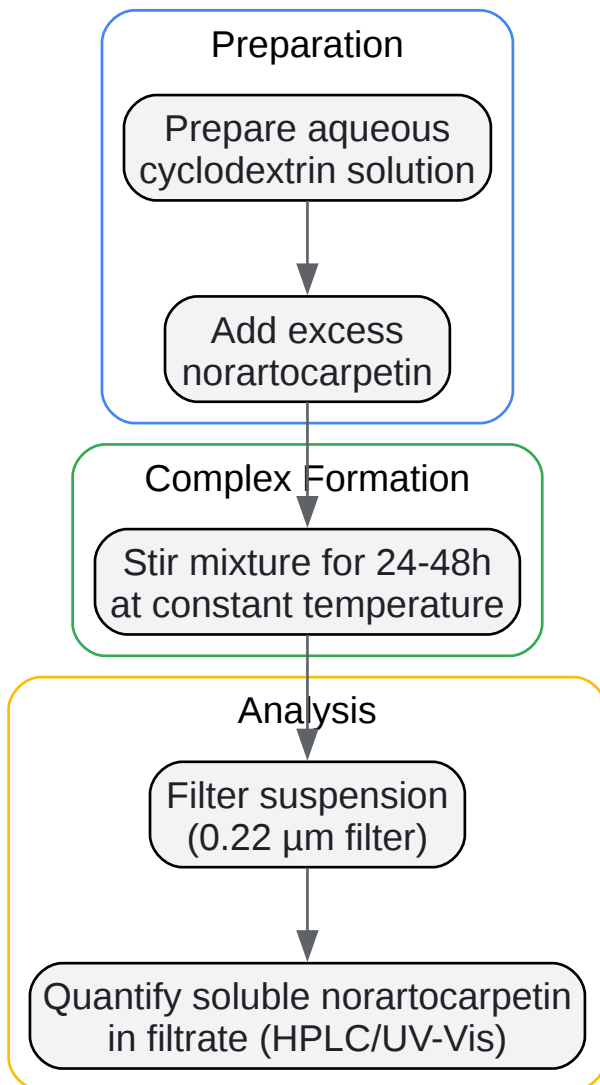 Preparation
Prepare aqueous
cyclodextrin solution
Add excess
norartocarpetin
Complex Formation
Stir mixture for 24-48h
at constant temperature
Analysis
Filter suspension
(0.22 µm filter)
Quantify soluble norartocarpetin
in filtrate (HPLC/UV-Vis)